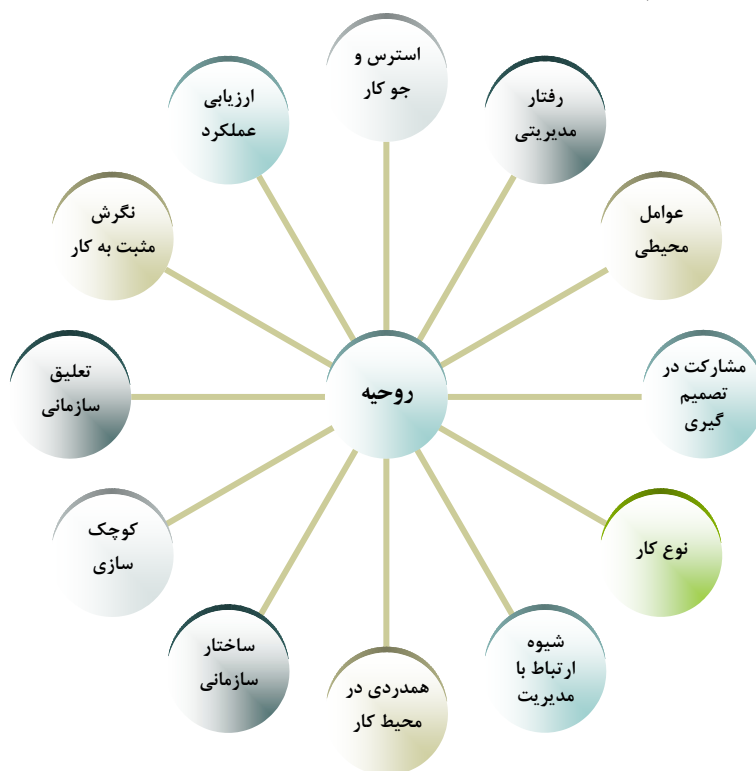 استرس و
جو کار
رفتار
مدیریتی
عوامل
محیطی
مشارکت در
تصمیم
گیری
نوع کار
شیوه
ارتباط با
مدیریت
همدردی در
محیط کار
ساختار
سازمانی
کوچک
سازی
تعلیق
سازمانی
نگرش
مثبت به کار
ارزیابی
عملکرد
روحیه